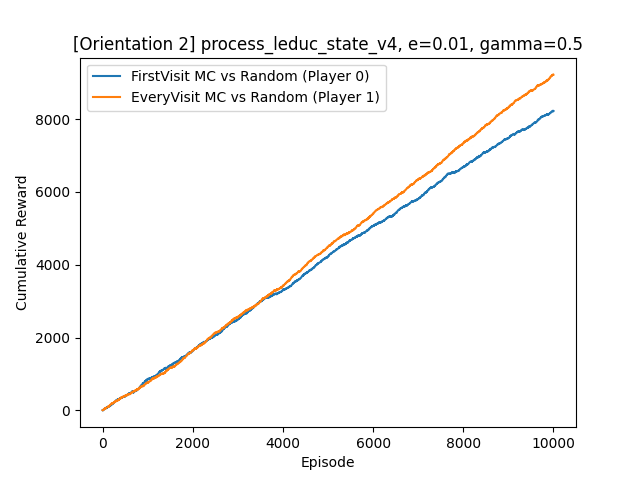 [Orientation 2] process_leduc_state_v4, e=0.01, gamma=0.5
FirstVisit MC vs Random (Player 0)
EveryVisit MC vs Random (Player 1)
8000
6000
4000
2000
0
Cumulative Reward
0 2000 4000 6000 8000 10000
Episode